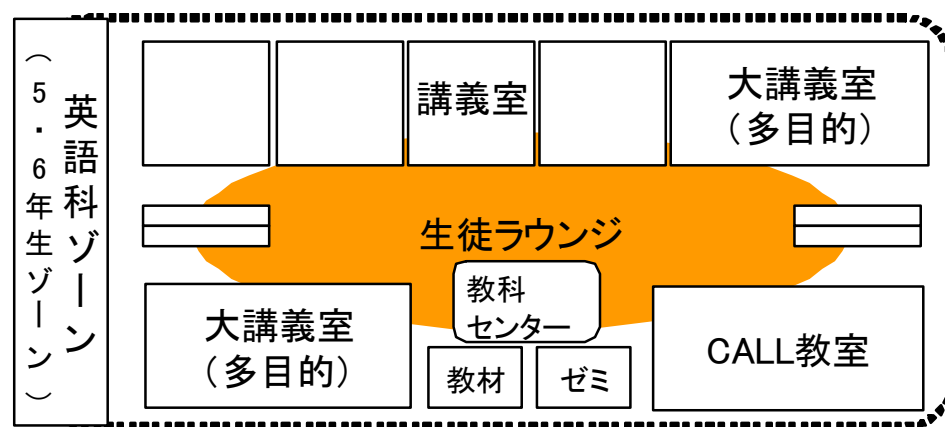 英語科ゾーン
（5・6年生ゾーン）
講義室
大講義室
（多目的）
生徒ラウンジ
教科
センター
大講義室
（多目的）
教材
ゼミ
CALL教室